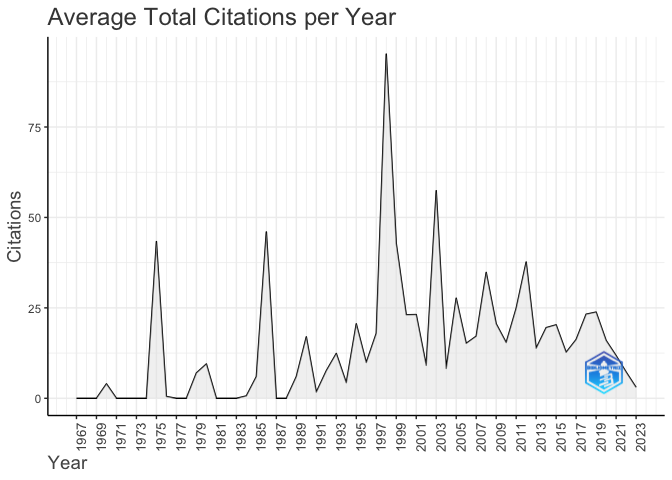 Average Total Citations per Year
Citations
75
50
25
0
1967 1969 1971 1973 1975 1977 1979 1981 1983 1985 1987 1989 1991 1993 1995 1997 1999 2001 2003 2005 2007 2009 2011 2013 2015 2017 2019 2021 2023
Year
BIBLIOMETRIX